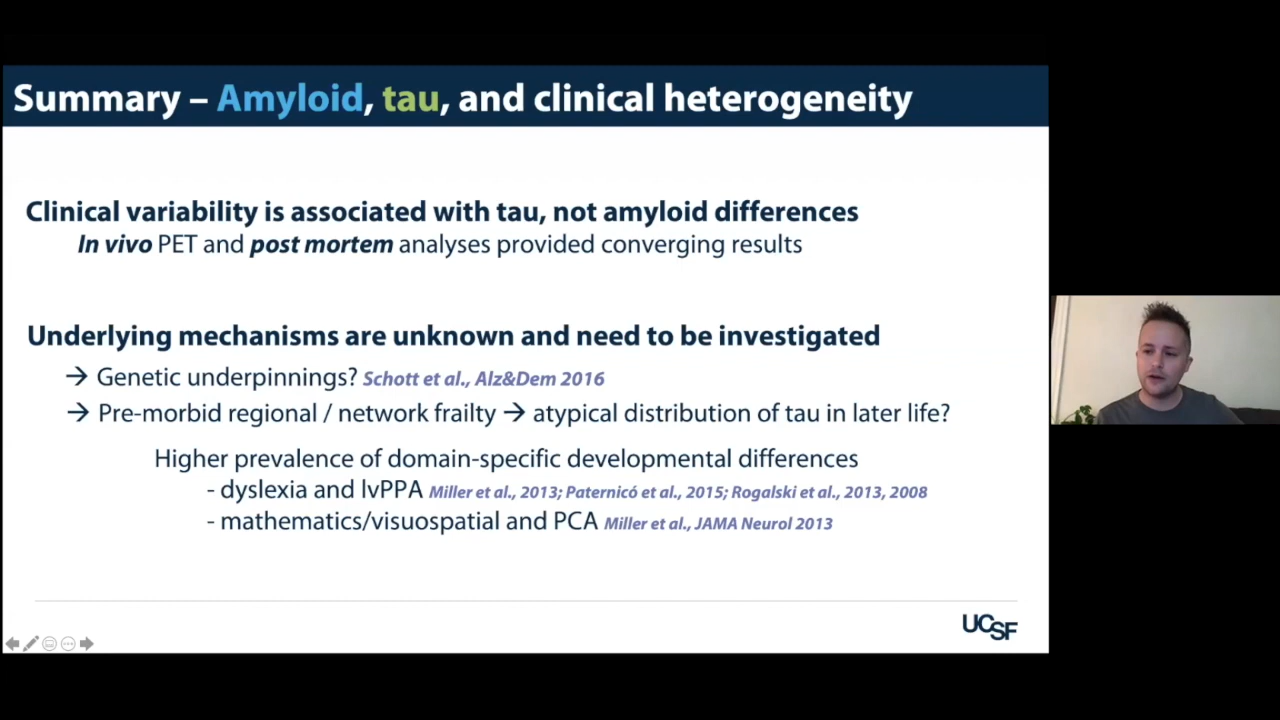 Summary – Amyloid, tau, and clinical heterogeneity
Clinical variability is associated with tau, not amyloid differences
In vivo PET and post mortem analyses provided converging results
Underlying mechanisms are unknown and need to be investigated
→ Genetic underpinnings? Schott et al., Alz&Dem 2016
→ Pre-morbid regional / network frailty → atypical distribution of tau in later life?
Higher prevalence of domain-specific developmental differences
- dyslexia and lvPPA Miller et al., 2013; Paternicó et al., 2015; Rogalski et al., 2013, 2008
- mathematics/visuospatial and PCA Miller et al., JAMA Neurol 2013
UCSF